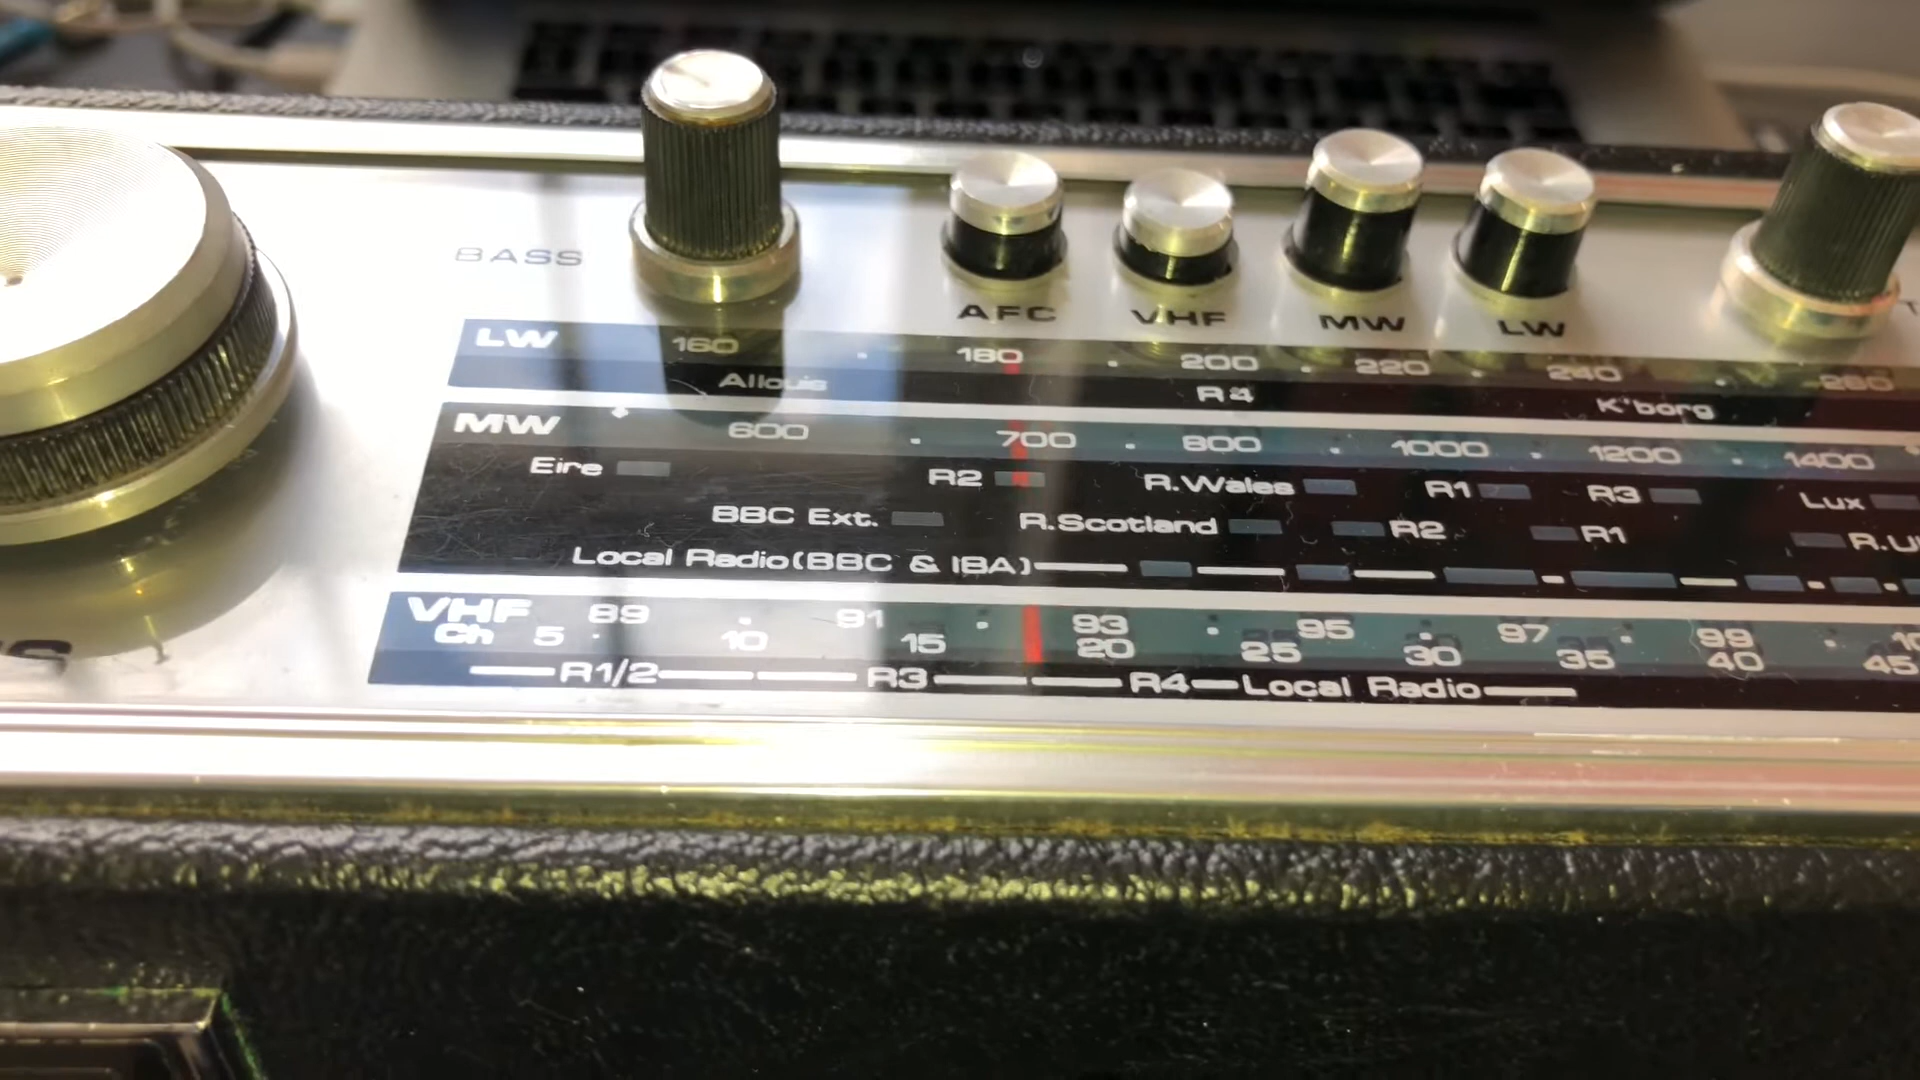 BASS
AFC VHF MW LW
LW 160 180 200 220 240 260
Allouis R4 K'borg
MW 600 700 800 1000 1200 1400
Eire R2 R.Wales R1 R3 Lux
BBC Ext. R.Scotland R2 R1
Local Radio(BBC & IBA)
VHF 89 91 93 95 97 99
Ch 5 10 15 20 25 30 35 40 45
R1/2 R3 R4 Local Radio